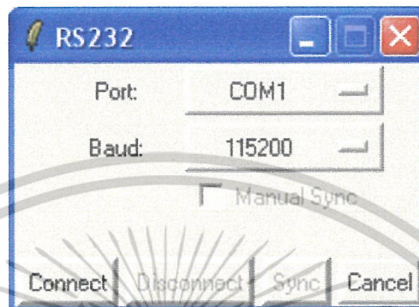 RS232
Port: COM1
Baud: 115200
Manual Sync
Connect Disconnect Sync Cancel